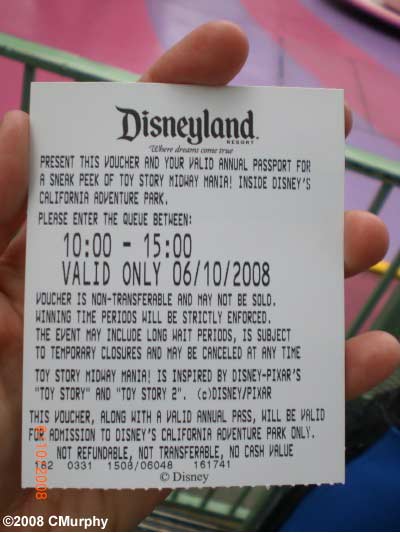 Disneyland
RESORT
Where dreams come true
PRESENT THIS VOUCHER AND YOUR VALID ANNUAL PASSPORT FOR
A SNEAK PEEK OF TOY STORY MIDWAY MANIA! INSIDE DISNEY'S
CALIFORNIA ADVENTURE PARK.
PLEASE ENTER THE QUEUE BETWEEN:
10:00 - 15:00
VALID ONLY 06/10/2008
VOUCHER IS NON-TRANSFERABLE AND MAY NOT BE SOLD.
WINNING TIME PERIODS WILL BE STRICTLY ENFORCED.
THE EVENT MAY INCLUDE LONG WAIT PERIODS, IS SUBJECT
TO TEMPORARY CLOSURES AND MAY BE CANCELED AT ANY TIME
TOY STORY MIDWAY MANIA! IS INSPIRED BY DISNEY-PIXAR'S
"TOY STORY" AND "TOY STORY 2". (c)DISNEY/PIXAR
THIS VOUCHER, ALONG WITH A VALID ANNUAL PASS, WILL BE VALID
FOR ADMISSION TO DISNEY'S CALIFORNIA ADVENTURE PARK ONLY.
NOT REFUNDABLE, NOT TRANSFERABLE, NO CASH VALUE
162 0331 1508/06048 161741
© Disney
6/10/2008
©2008 CMurphy